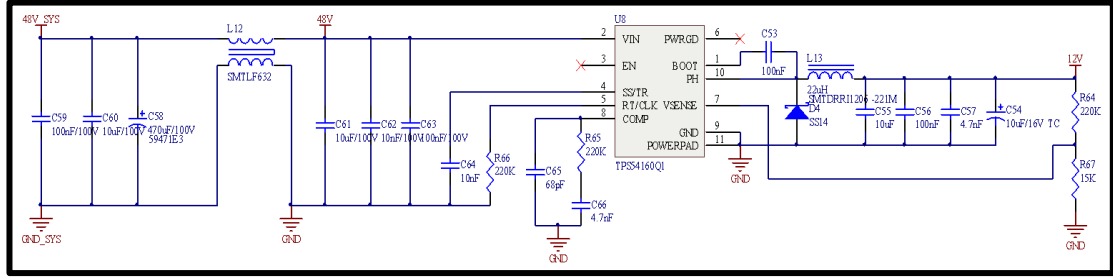 48V_SYS
L12
SMTLF632
48V
C59
100nF/100V
C60
10uF/100V
C58
470uF/100V
59471E3
GND_SYS
C61
10uF/100V
C62
10nF/100V
C63
100nF/100V
C64
10nF
R66
220K
GND
U8
2
VIN
3
EN
4
SS/TR
5
RT/CLK
8
COMP
PWRGD
6
BOOT
1
PH
10
VSENSE
7
GND
9
POWERPAD
11
TPS54160Q1
C65
68pF
R65
220K
C66
4.7nF
GND
C53
100nF
GND
L13
22uH
SMTDRRI1206 -221M
D4
SS14
C55
10uF
C56
100nF
C57
4.7nF
C54
10uF/16V TC
12V
R64
220K
R67
15K
GND